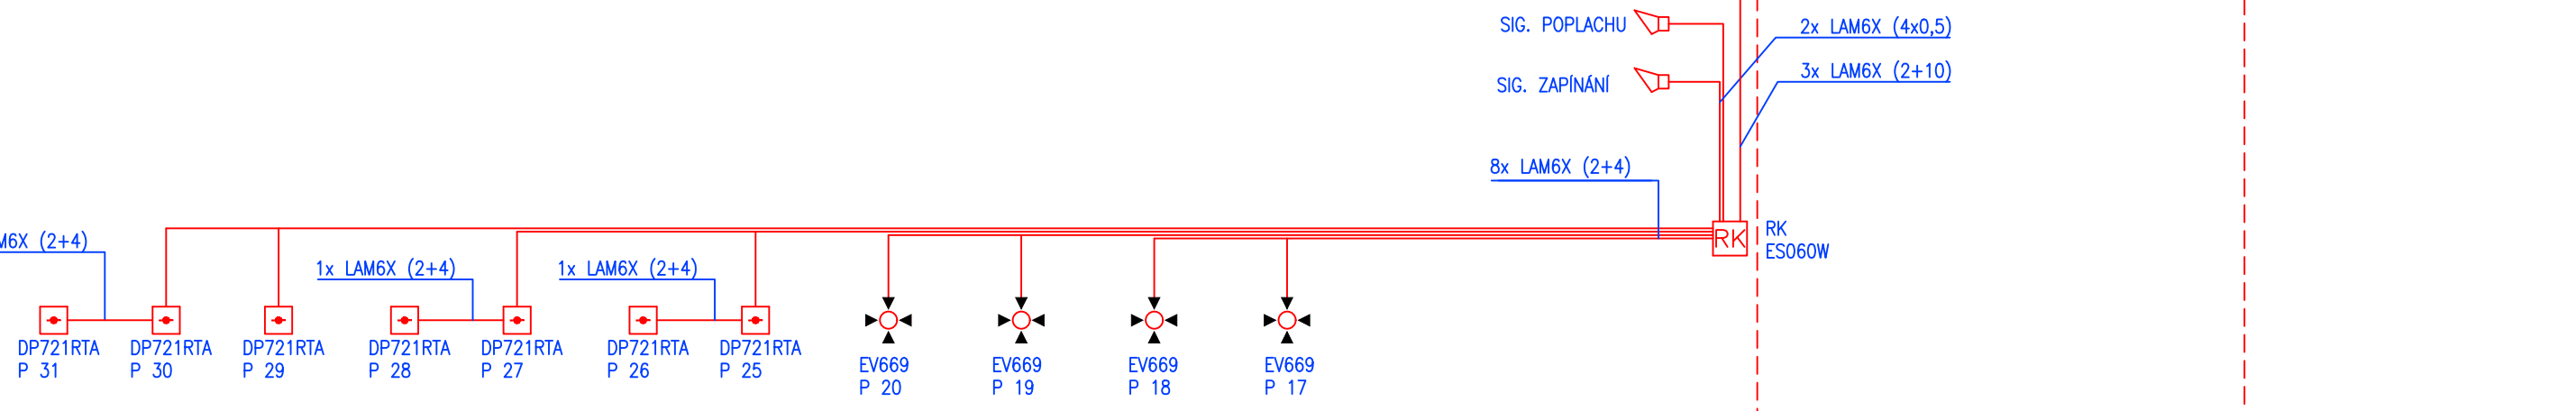 SIG. POPLACHU
2x LAM6X (4x0,5)
SIG. ZAPÍNÁNÍ
3x LAM6X (2+10)
8x LAM6X (2+4)
RK
RK
ES060W
M6X (2+4)
1x LAM6X (2+4)
1x LAM6X (2+4)
DP721RTA
P 31
DP721RTA
P 30
DP721RTA
P 29
DP721RTA
P 28
DP721RTA
P 27
DP721RTA
P 26
DP721RTA
P 25
EV669
P 20
EV669
P 19
EV669
P 18
EV669
P 17